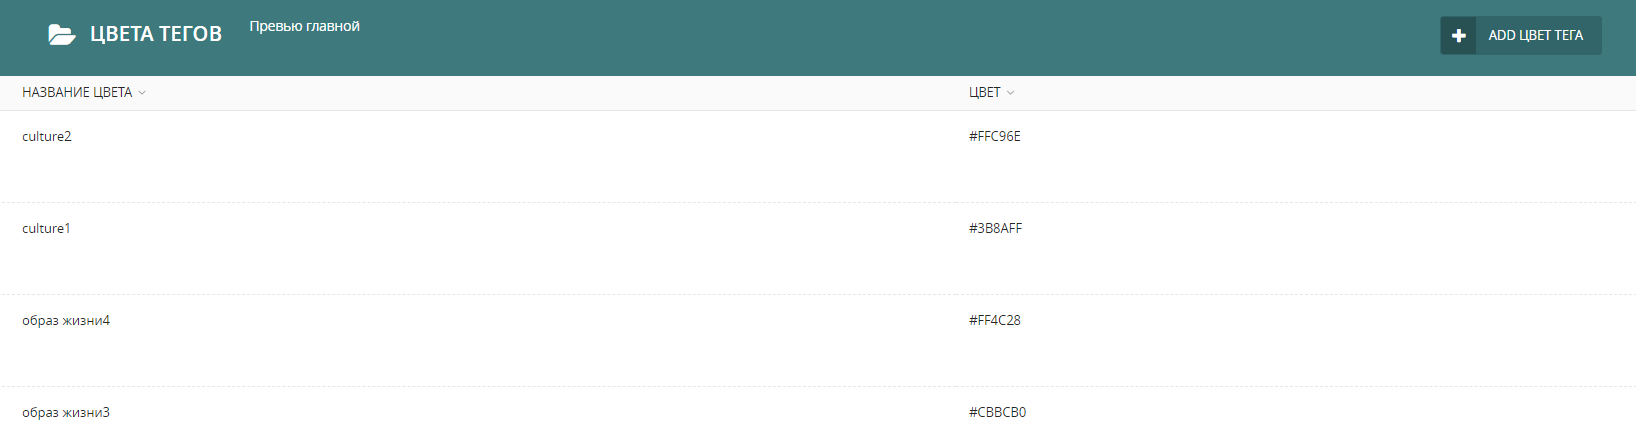 ЦВЕТА ТЕГОВ
Превью главной
ADD ЦВЕТ ТЕГА
НАЗВАНИЕ ЦВЕТА ЦВЕТ
culture2 #FFC96E
culture1 #3B8AFF
образ жизни4 #FF4C28
образ жизни3 #CBBCB0